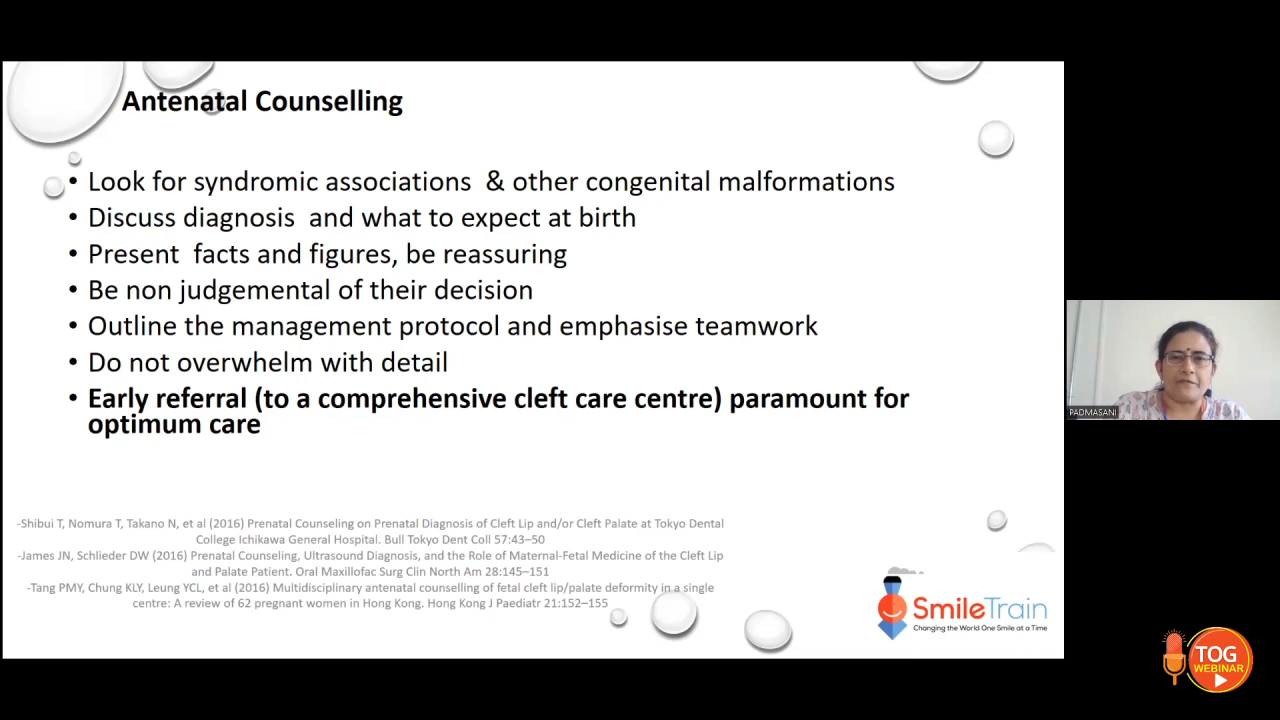 Antenatal Counselling
• Look for syndromic associations & other congenital malformations
• Discuss diagnosis and what to expect at birth
• Present facts and figures, be reassuring
• Be non judgemental of their decision
• Outline the management protocol and emphasise teamwork
• Do not overwhelm with detail
• Early referral (to a comprehensive cleft care centre) paramount for
optimum care
-Shibui T, Nomura T, Takano N, et al (2016) Prenatal Counseling on Prenatal Diagnosis of Cleft Lip and/or Cleft Palate at Tokyo Dental
College Ichikawa General Hospital. Bull Tokyo Dent Coll 57:43–50
-James JN, Schlieder DW (2016) Prenatal Counseling, Ultrasound Diagnosis, and the Role of Maternal-Fetal Medicine of the Cleft Lip
and Palate Patient. Oral Maxillofac Surg Clin North Am 28:145–151
-Tang PMY, Chung KLY, Leung YCL, et al (2016) Multidisciplinary antenatal counselling of fetal cleft lip/palate deformity in a single
centre: A review of 62 pregnant women in Hong Kong. Hong Kong J Paediatr 21:152–155
SmileTrain
Changing the World One Smile at a Time
PADMASANI
TOG
WEBINAR